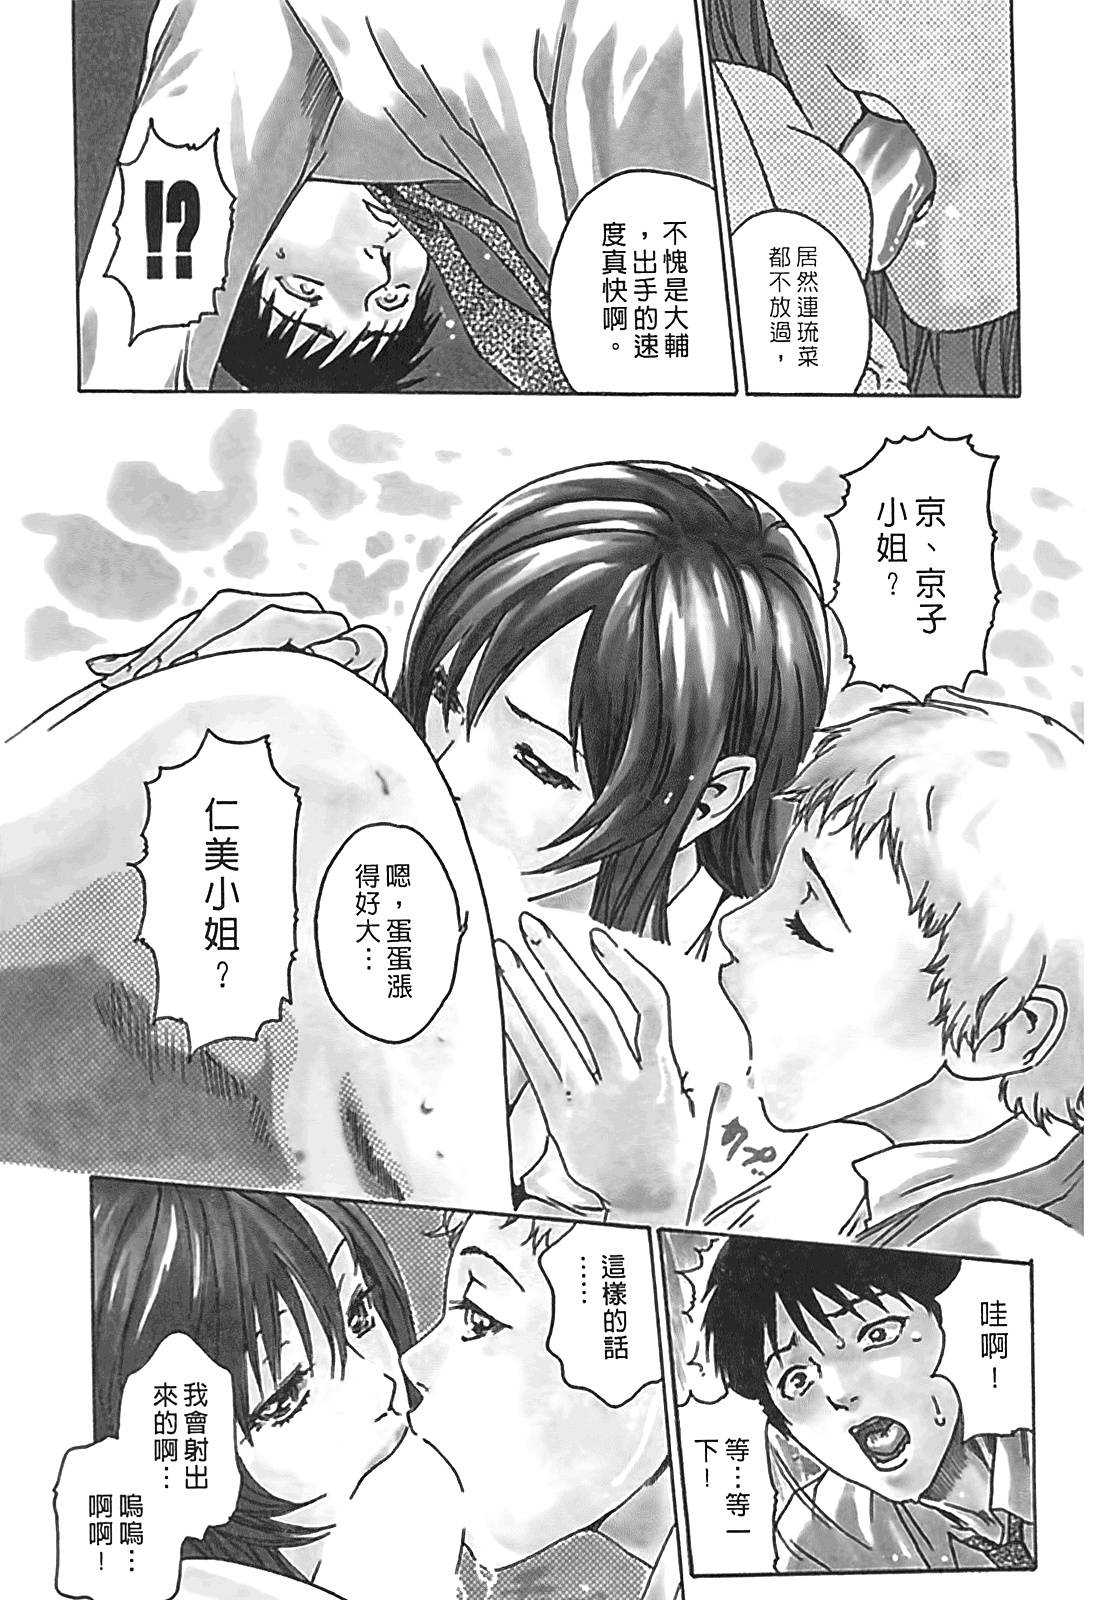 居然連琉菜
都不放過，
不愧是大輔
，出手的速
度真快啊。
!?
京、京子
小姐？
嗯，蛋蛋漲
得好大…
仁美小姐？
哇啊！
等…等一
下！
這樣的話
……
我會射出
來的啊…
嗚嗚…
啊啊！